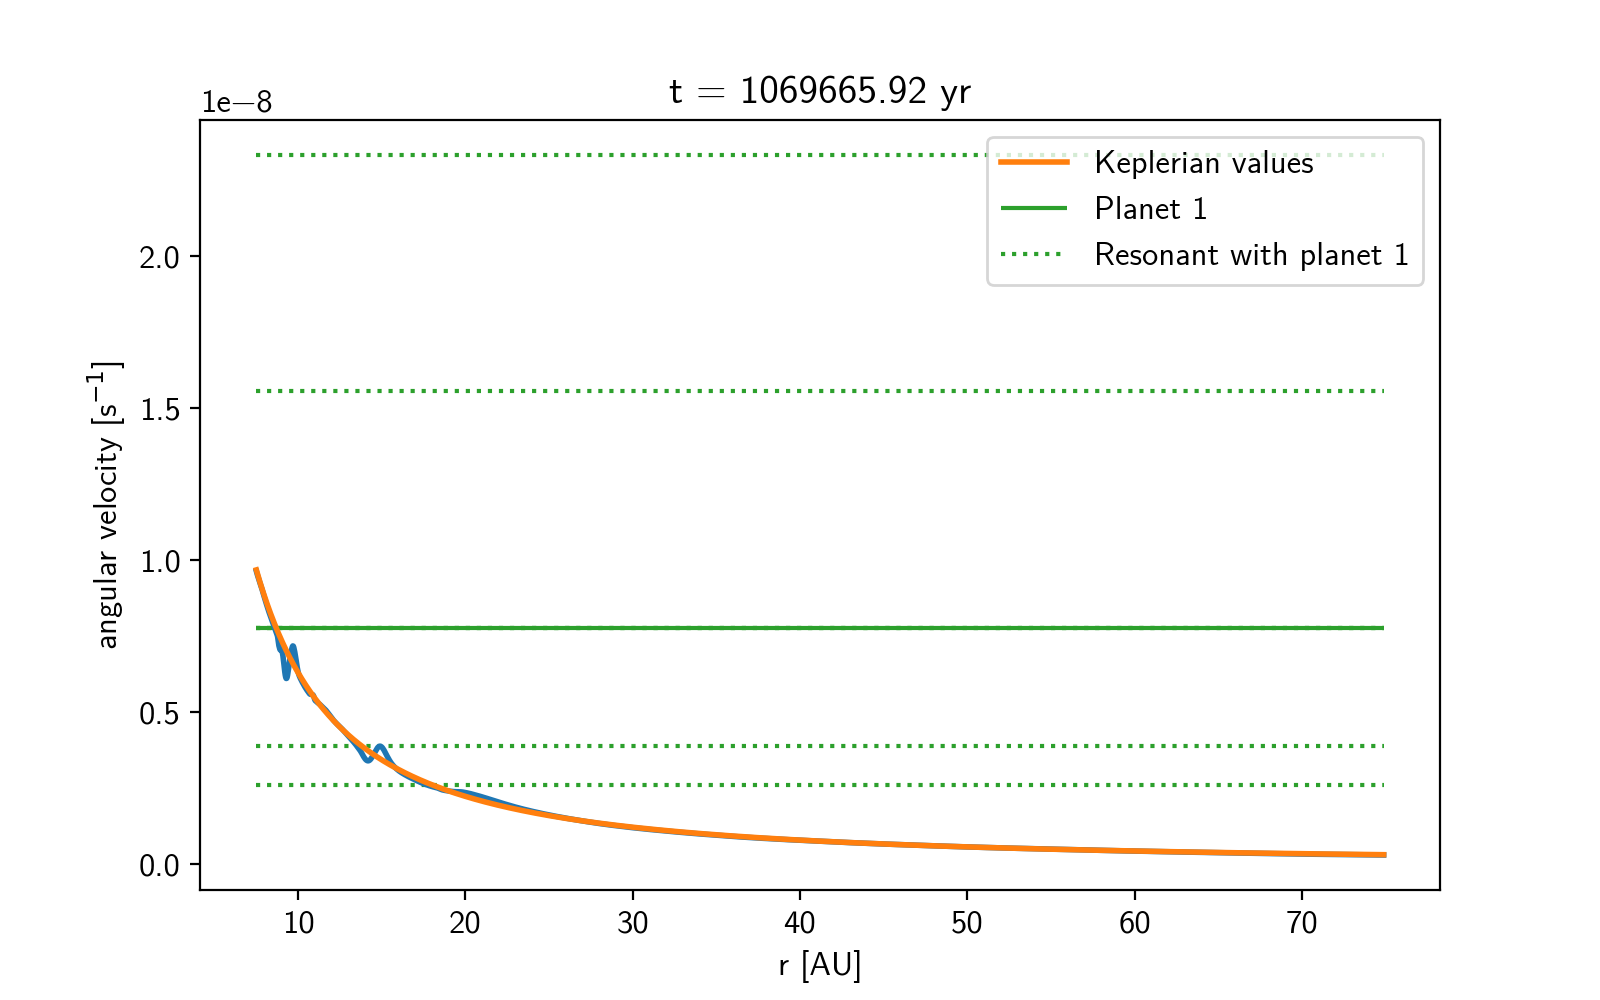 t = 1069665.92 yr
1e−8
Keplerian values
Planet 1
Resonant with planet 1
2.0
1.5
1.0
0.5
0.0
angular velocity [s⁻¹]
10 20 30 40 50 60 70
r [AU]